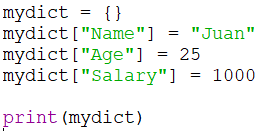 mydict = {}
mydict["Name"] = "Juan"
mydict["Age"] = 25
mydict["Salary"] = 1000

print(mydict)